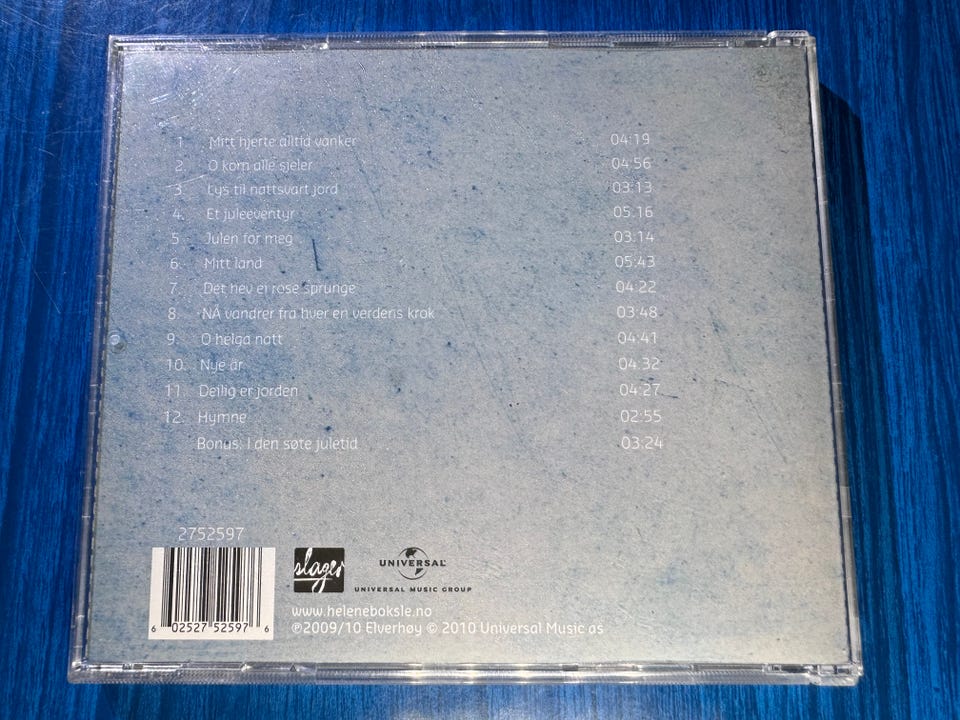 1. Mitt hjerte alltid vanker 04:19
2. O kom alle sjeler 04:56
3. Lys til nattsvart jord 03:13
4. Et juleeventyr 05.16
5. Julen for meg 03:14
6. Mitt land 05:43
7. Det hev ei rose sprunge 04:22
8. NÅ vandrer fra hver en verdens krok 03:48
9. O helga natt 04:41
10. Nye år 04:32
11. Deilig er jorden 04:27
12. Hymne 02:55
Bonus: I den søte juletid 03:24
2752597
6 02527 52597 6
slager
UNIVERSAL
UNIVERSAL MUSIC GROUP
www.heleneboksle.no
℗2009/10 Elverhøy © 2010 Universal Music as